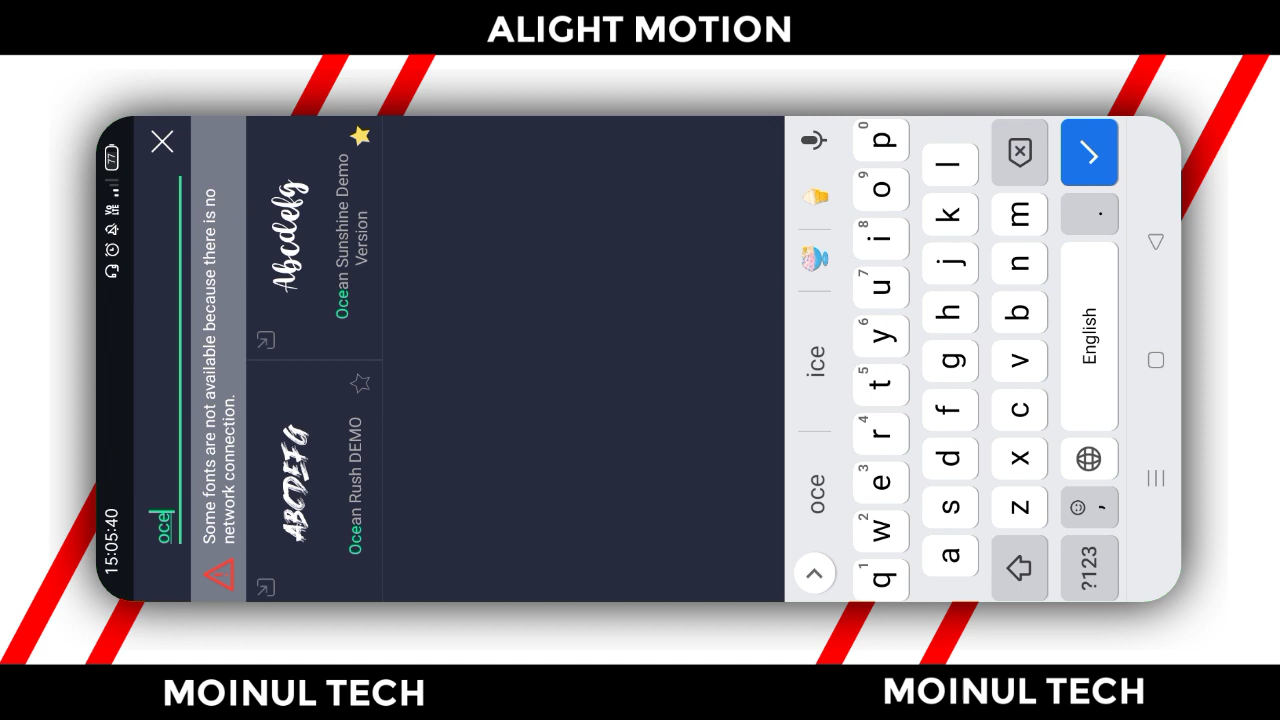 ALIGHT MOTION
15:05:40
77
oce
Some fonts are not available because there is no
network connection.
ABCDEFG
Ocean Rush DEMO
Abcdefg
Ocean Sunshine Demo
Version
oce ice
q 1 w 2 e 3 r 4 t 5 y 6 u 7 i 8 o 9 p 0
a s d f g h j k l
z x c v b n m
?123 , English .
MOINUL TECH
MOINUL TECH